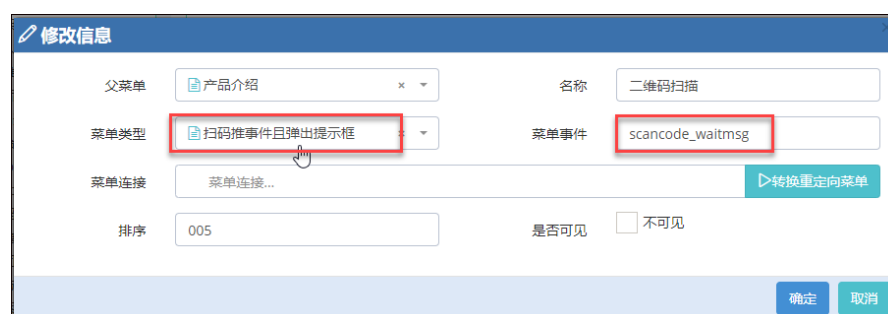 修改信息
父菜单 产品介绍 × 名称 二维码扫描
菜单类型 扫码推事件且弹出提示框 × 菜单事件 scancode_waitmsg
菜单连接 菜单连接... 转换重定向菜单
排序 005 是否可见 不可见
确定 取消